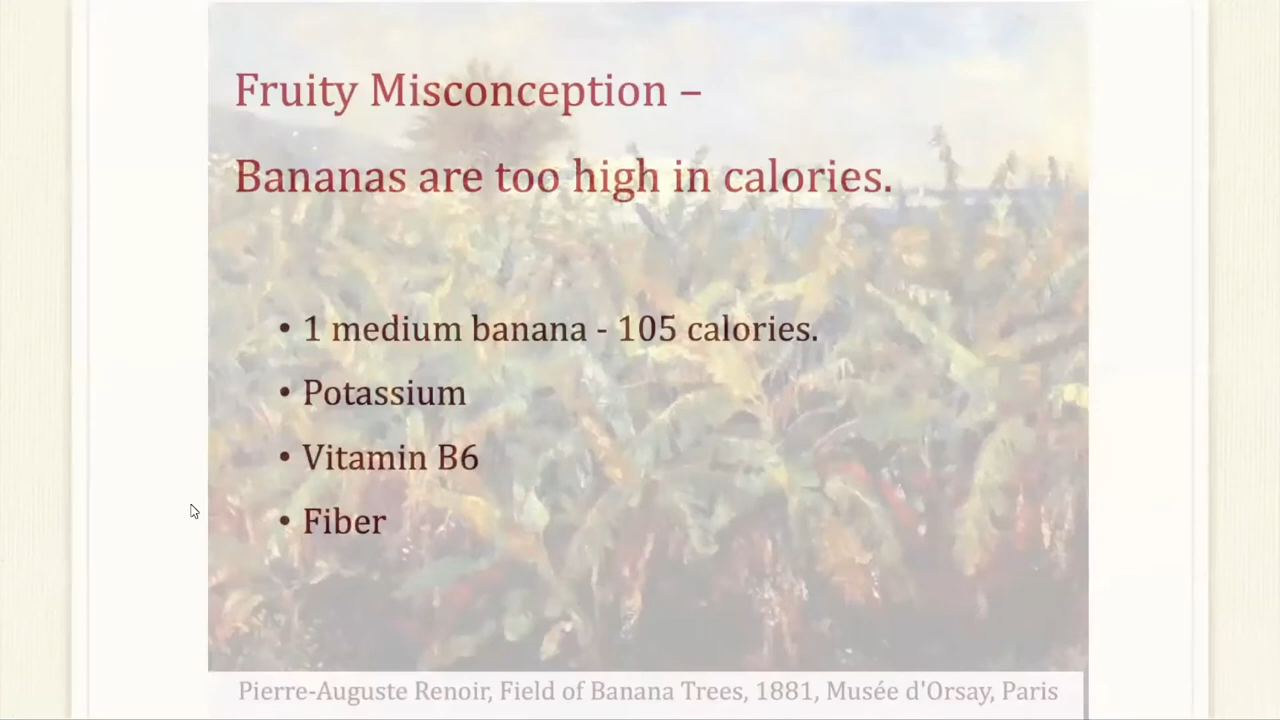 Fruity Misconception –
Bananas are too high in calories.
• 1 medium banana - 105 calories.
• Potassium
• Vitamin B6
• Fiber
Pierre-Auguste Renoir, Field of Banana Trees, 1881, Musée d'Orsay, Paris